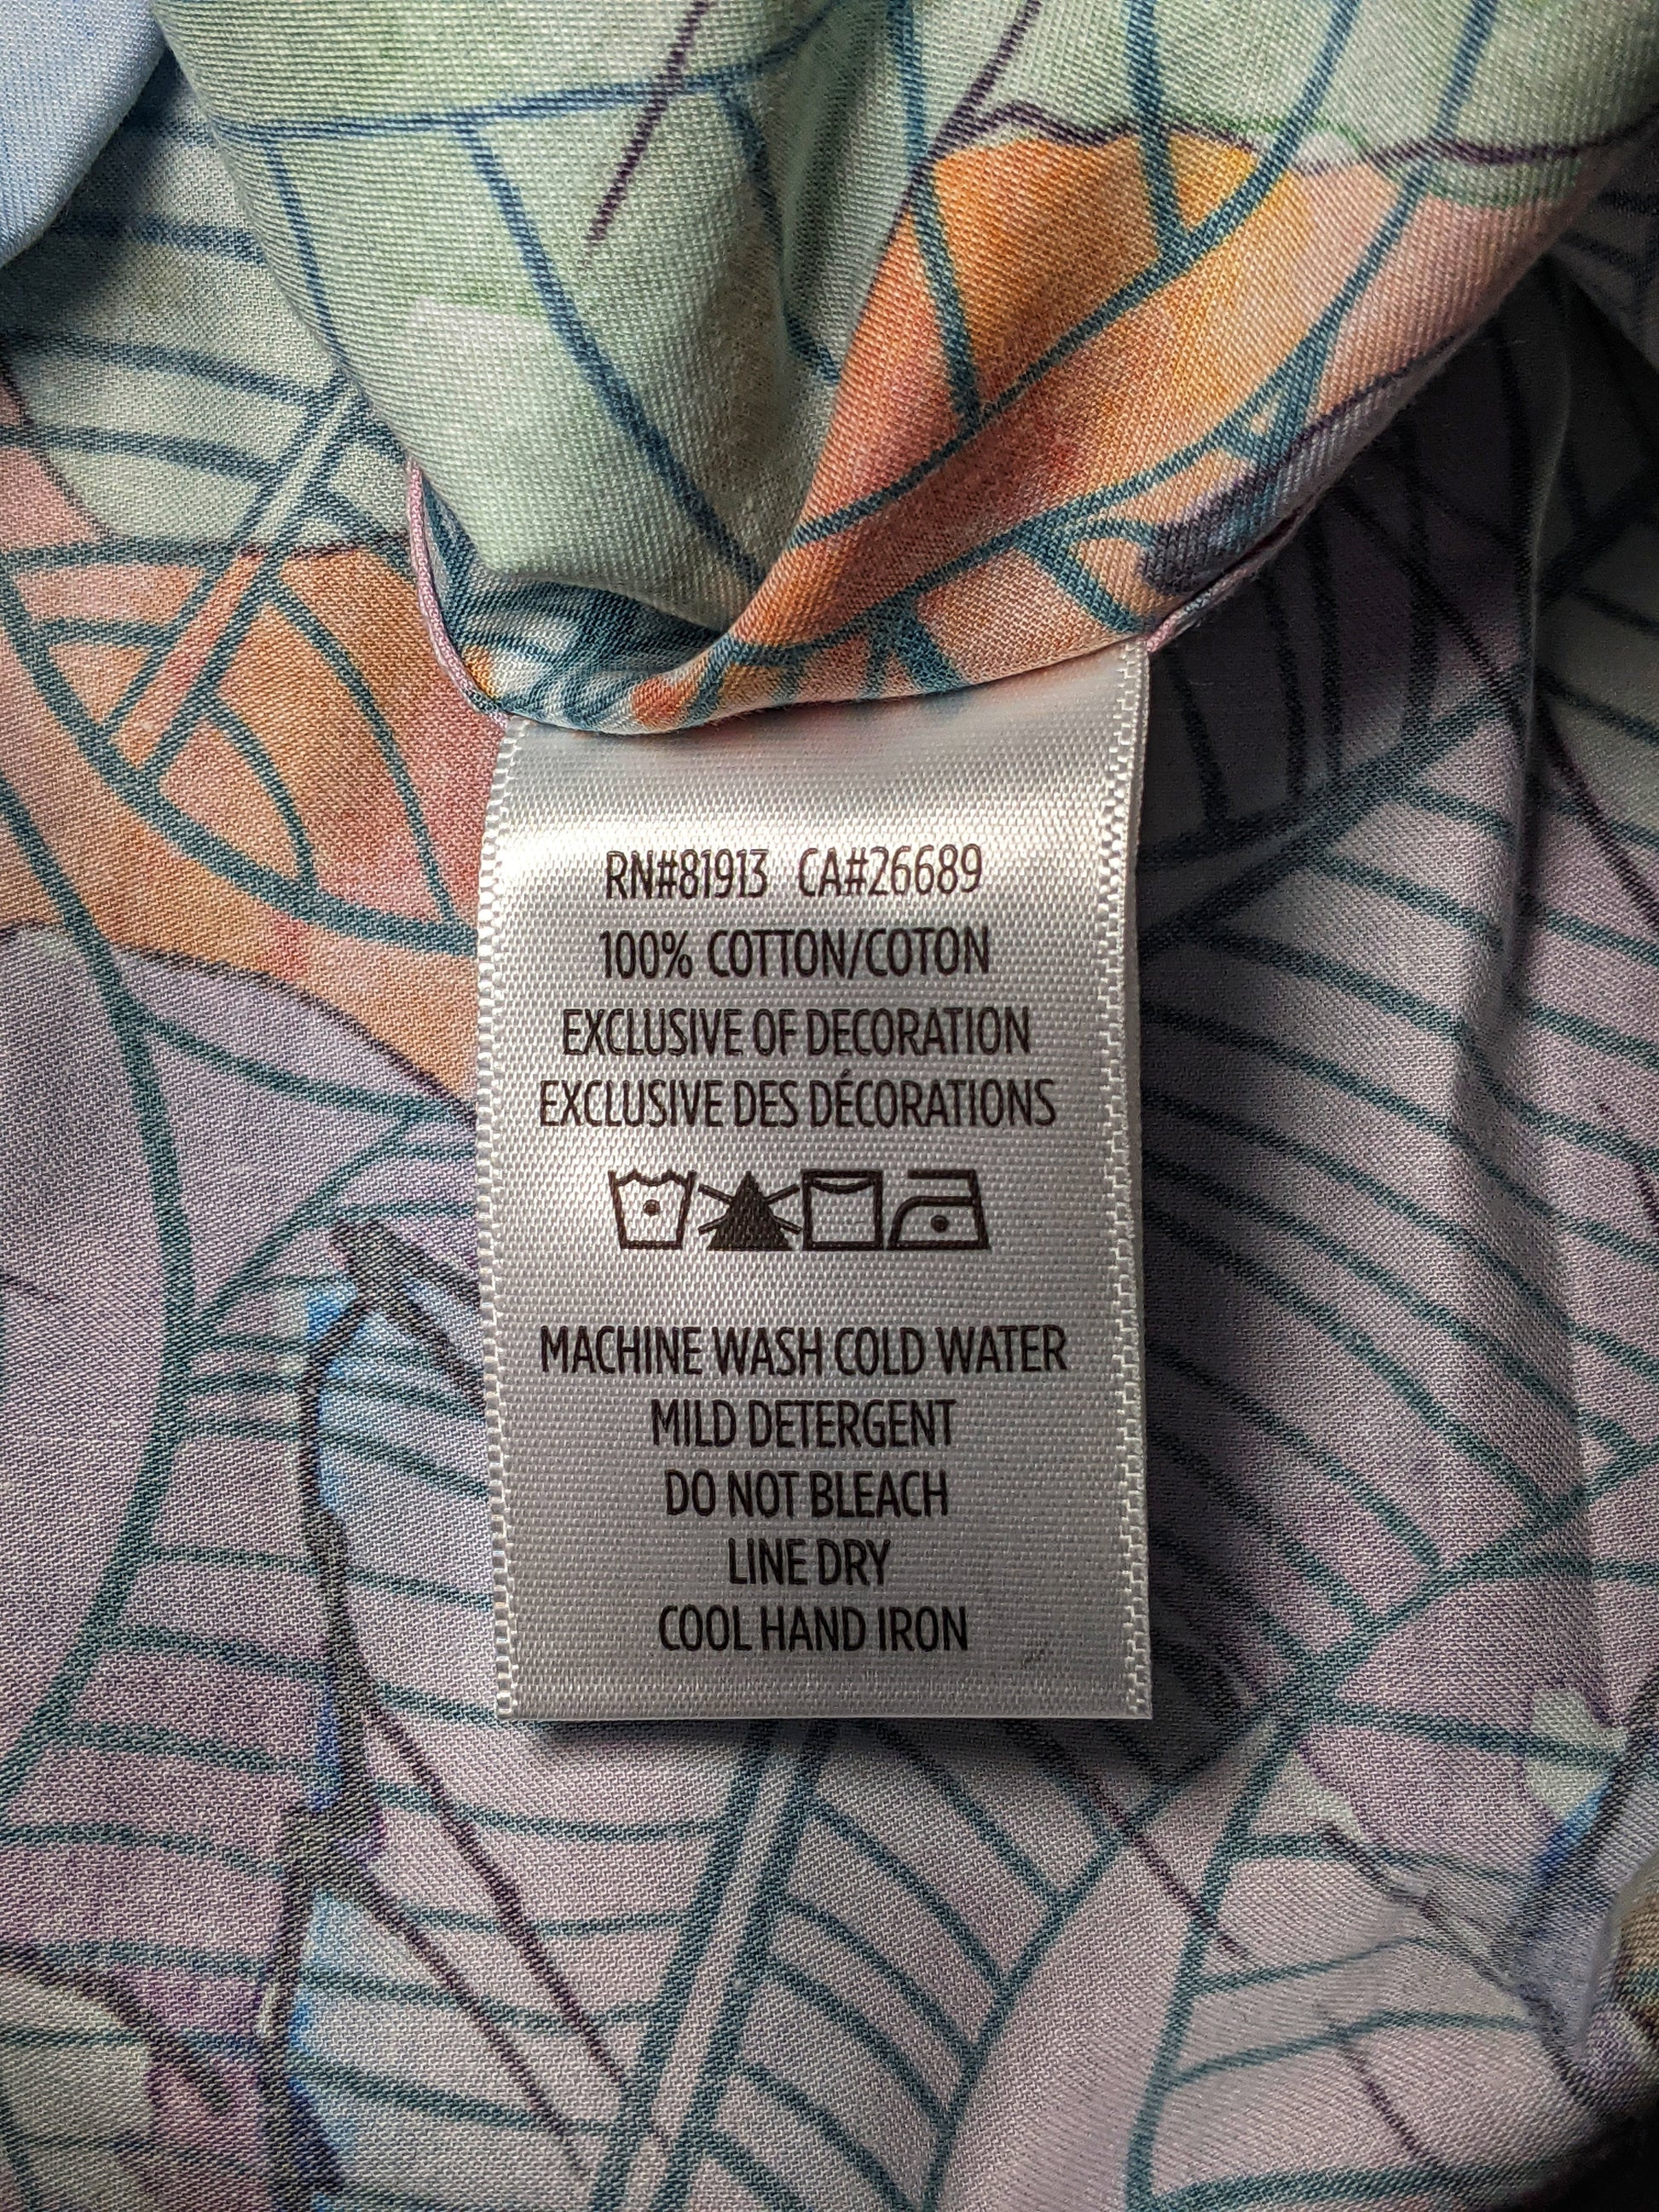 RN#81913 CA#26689
100% COTTON/COTON
EXCLUSIVE OF DECORATION
EXCLUSIVE DES DÉCORATIONS
MACHINE WASH COLD WATER
MILD DETERGENT
DO NOT BLEACH
LINE DRY
COOL HAND IRON